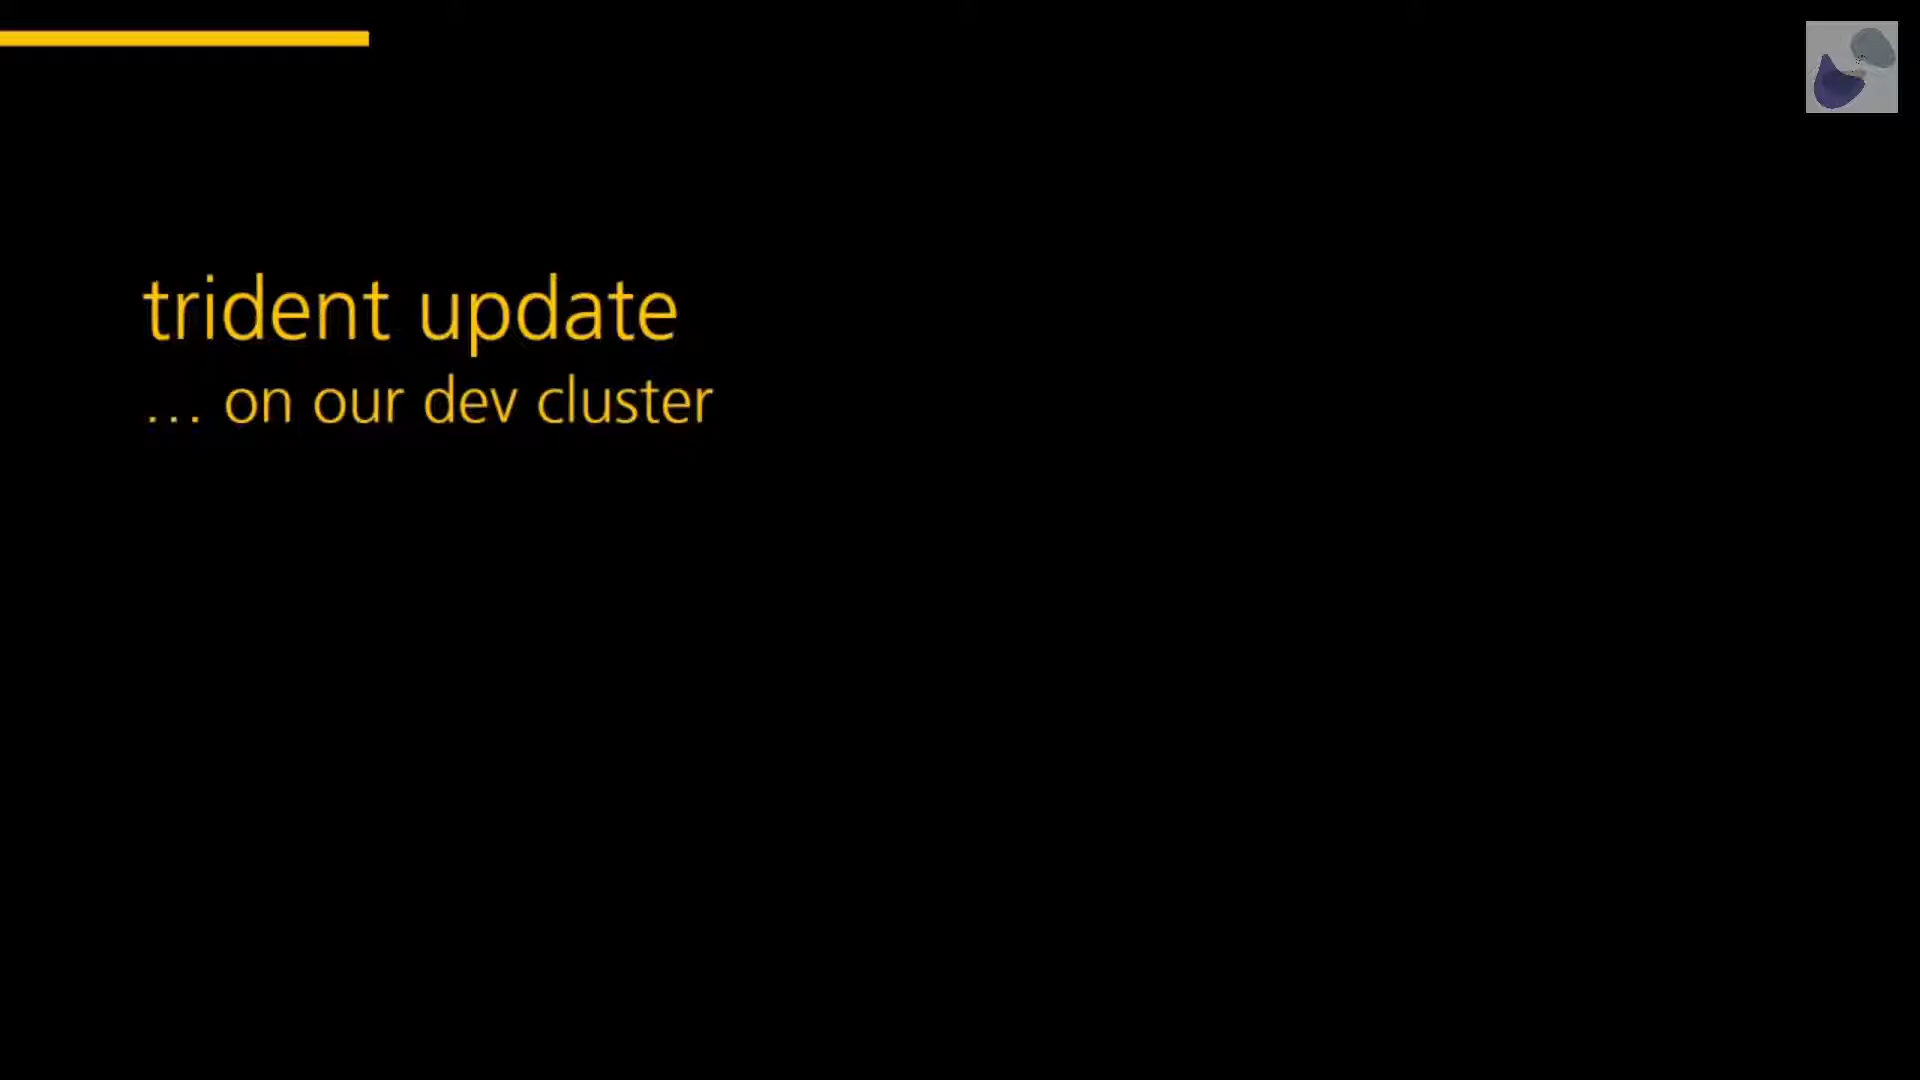 trident update
… on our dev cluster